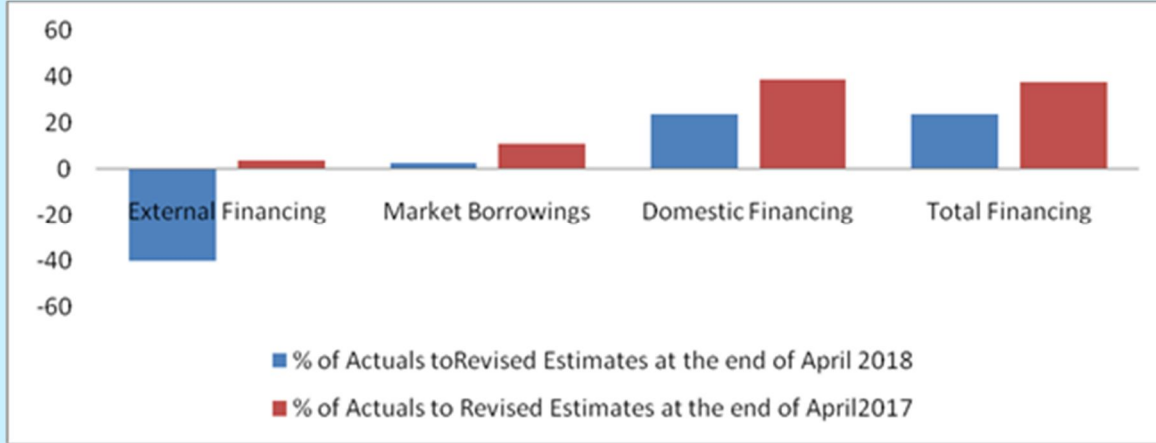 60
40
20
0
-20
-40
-60
External Financing
Market Borrowings
Domestic Financing
Total Financing
% of Actuals toRevised Estimates at the end of April 2018
% of Actuals to Revised Estimates at the end of April2017